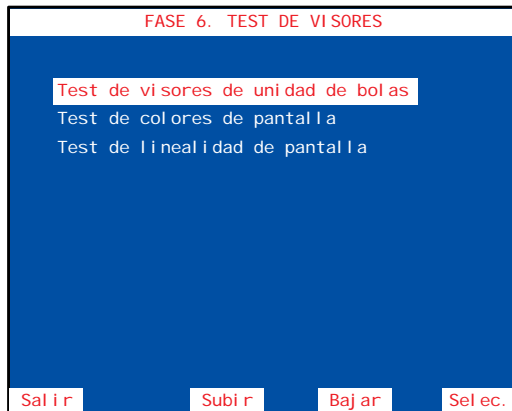 FASE 6. TEST DE VISORES
Test de visores de unidad de bolas
Test de colores de pantalla
Test de linealidad de pantalla
Salir Subir Bajar Selec.